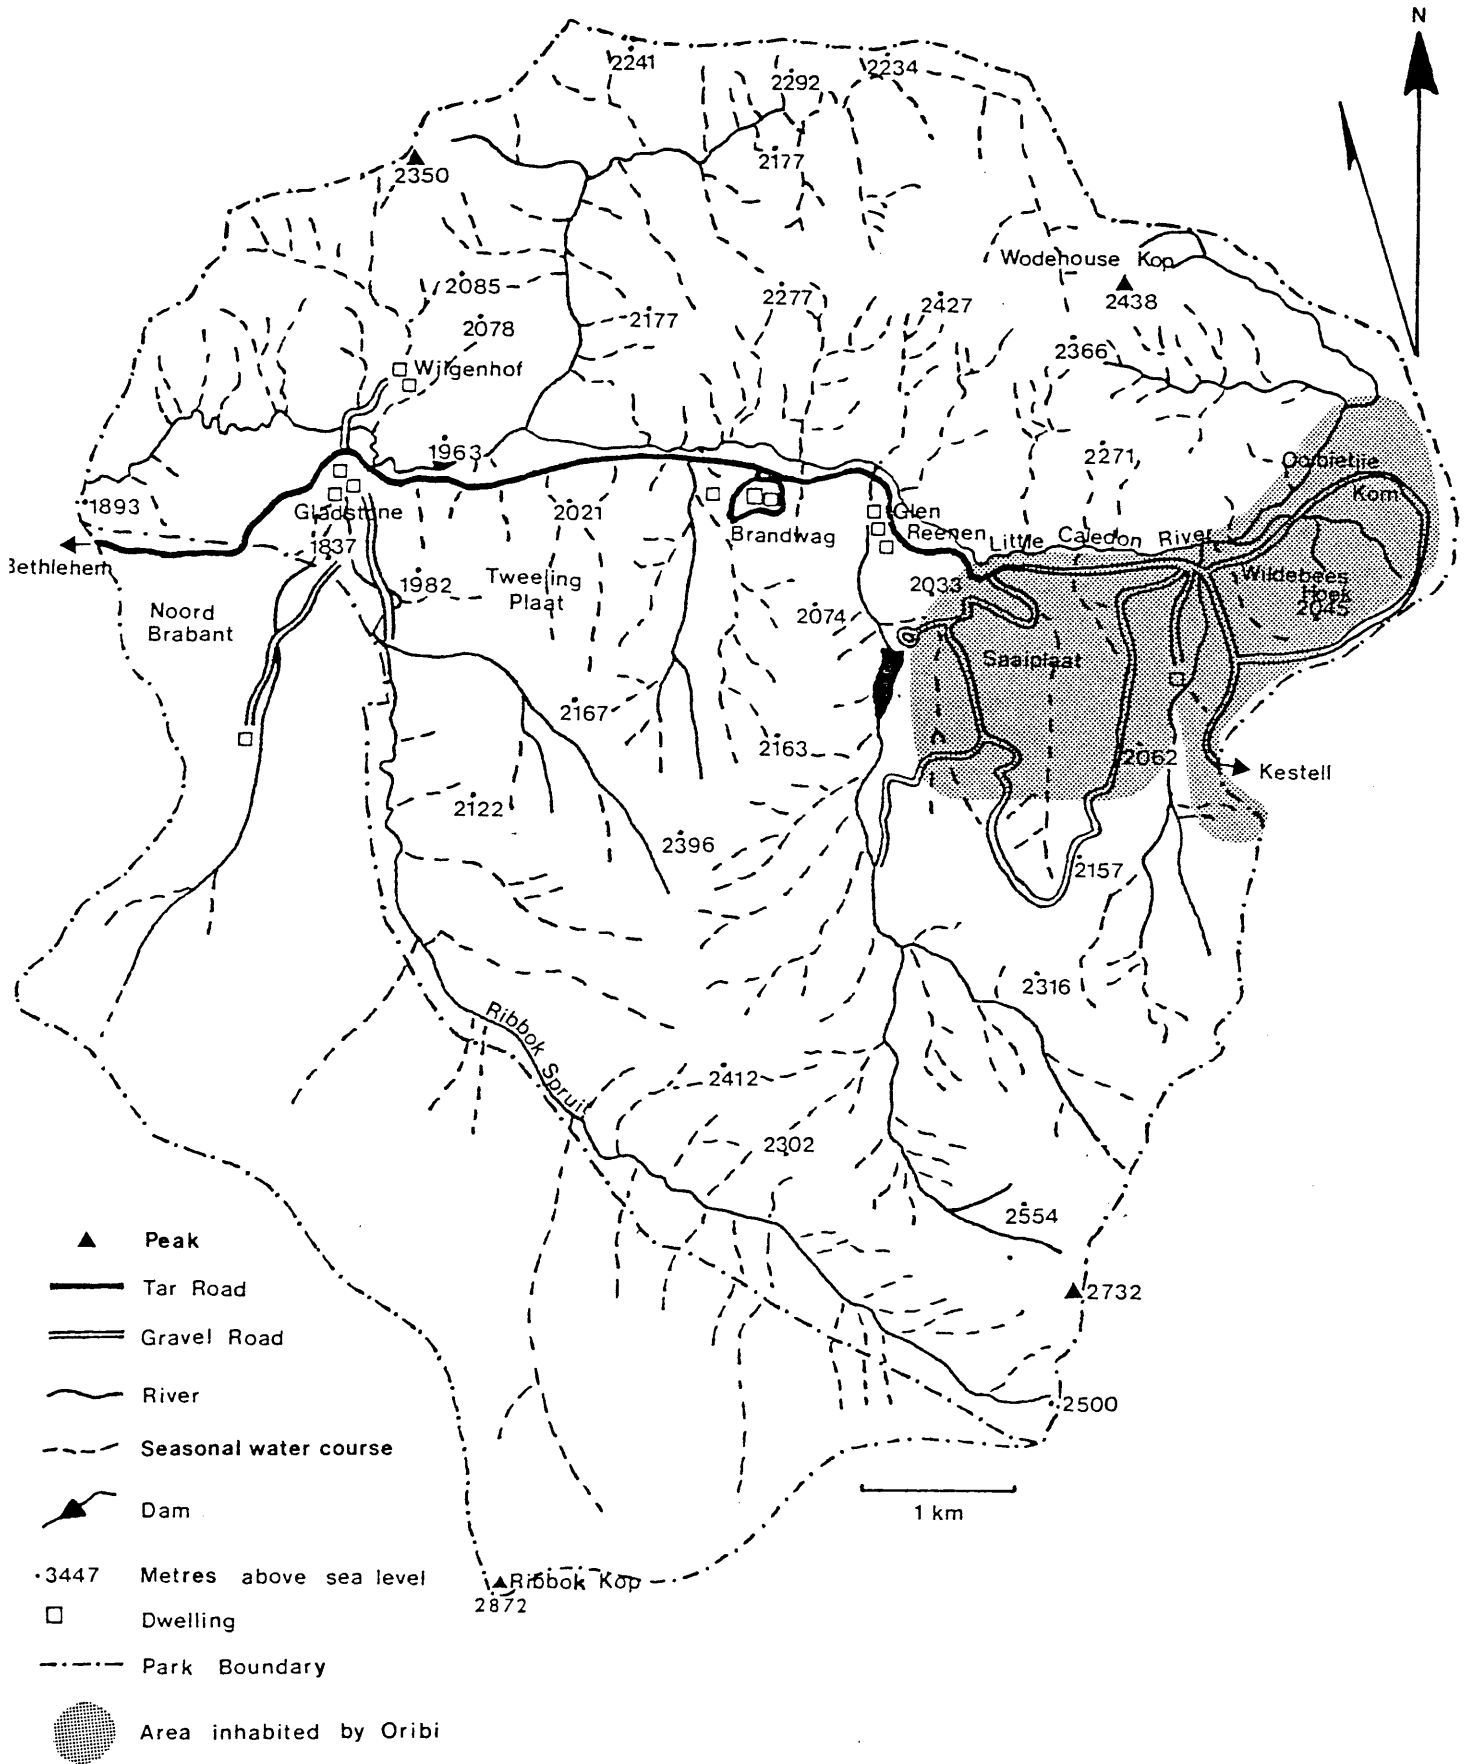 N
2241
2292
2234
2177
2350
Wodehouse Kop
2438
2085
2277
2427
2078
2177
2366
Wilgenhof
1963
2271
Oorbietjie
Kom
1893
Gladstone
2021
Brandwag
Glen
Reenen
Little Caledon River
1837
Bethlehem
1982
Tweeling
Plaat
2033
Wildebees
Hoek
2045
Noord
Brabant
2074
Saaiplaat
2167
2163
2062
Kestell
2122
2396
2157
2316
Ribbok Spruit
2412
2302
2554
2732
2500
1 km
Ribbok Kop
2872
Peak
Tar Road
Gravel Road
River
Seasonal water course
Dam
·3447 Metres above sea level
Dwelling
Park Boundary
Area inhabited by Oribi